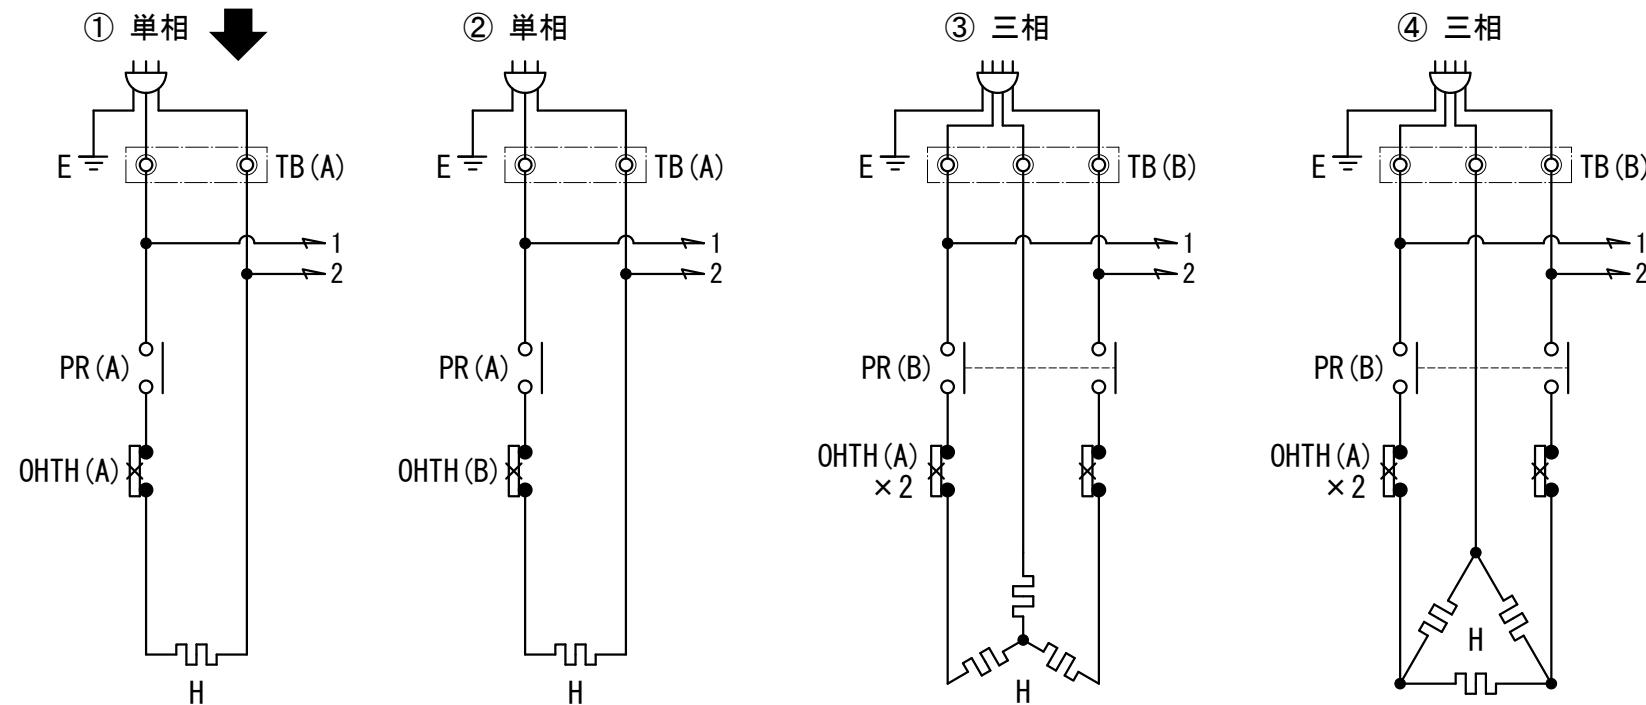 ① 単相
② 単相
③ 三相
④ 三相
E
TB(A)
E
TB(A)
E
TB(B)
E
TB(B)
1
2
1
2
1
2
1
2
PR(A)
PR(A)
PR(B)
PR(B)
OHTH(A)
OHTH(B)
OHTH(A)
×2
OHTH(A)
×2
H
H
H
H